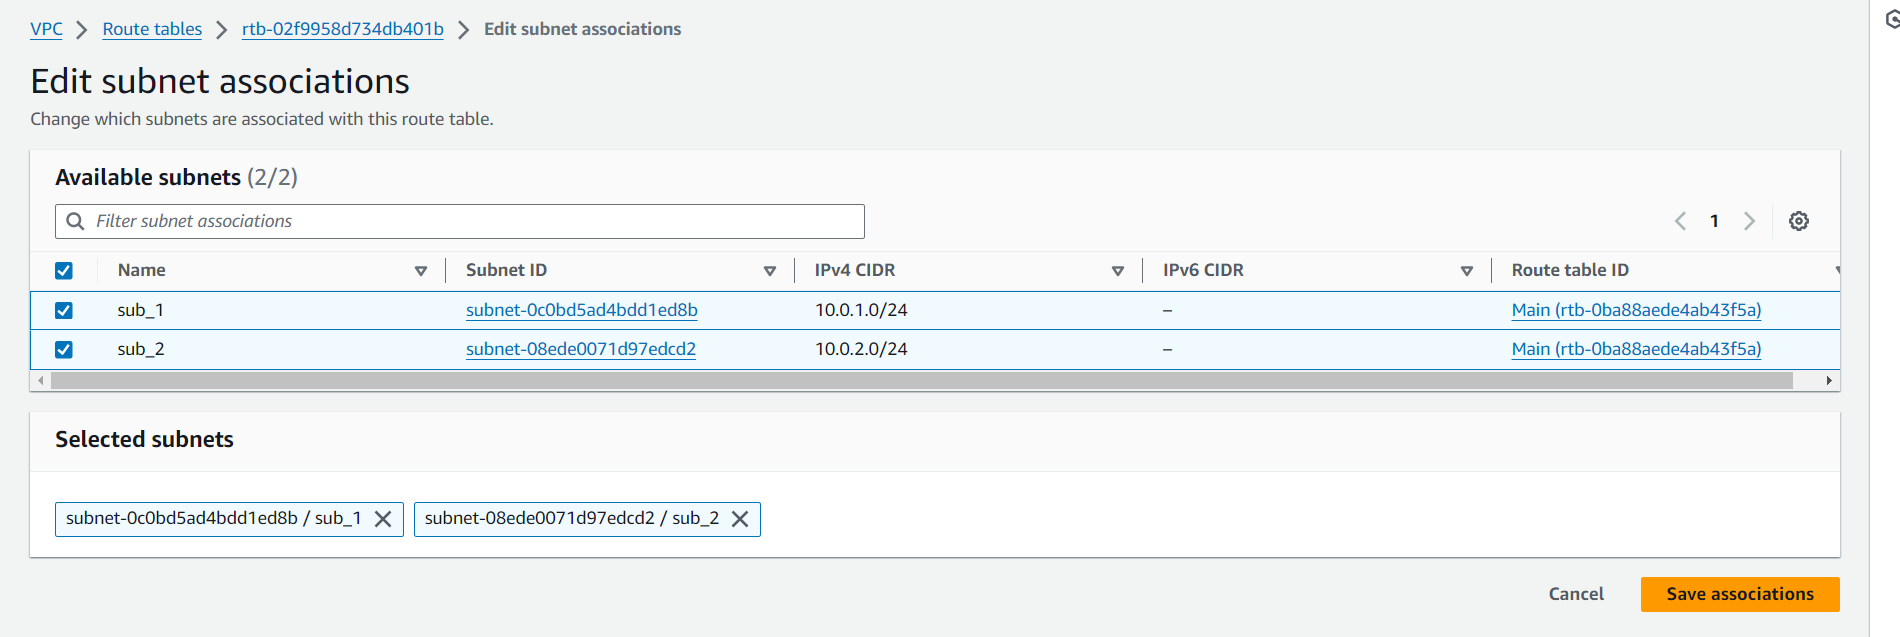 VPC > Route tables > rtb-02f9958d734db401b > Edit subnet associations
Edit subnet associations
Change which subnets are associated with this route table.
Available subnets (2/2)
Filter subnet associations
1
Name Subnet ID IPv4 CIDR IPv6 CIDR Route table ID
sub_1 subnet-0c0bd5ad4bdd1ed8b 10.0.1.0/24 – Main (rtb-0ba88aede4ab43f5a)
sub_2 subnet-08ede0071d97edcd2 10.0.2.0/24 – Main (rtb-0ba88aede4ab43f5a)
Selected subnets
subnet-0c0bd5ad4bdd1ed8b / sub_1 subnet-08ede0071d97edcd2 / sub_2
Cancel Save associations